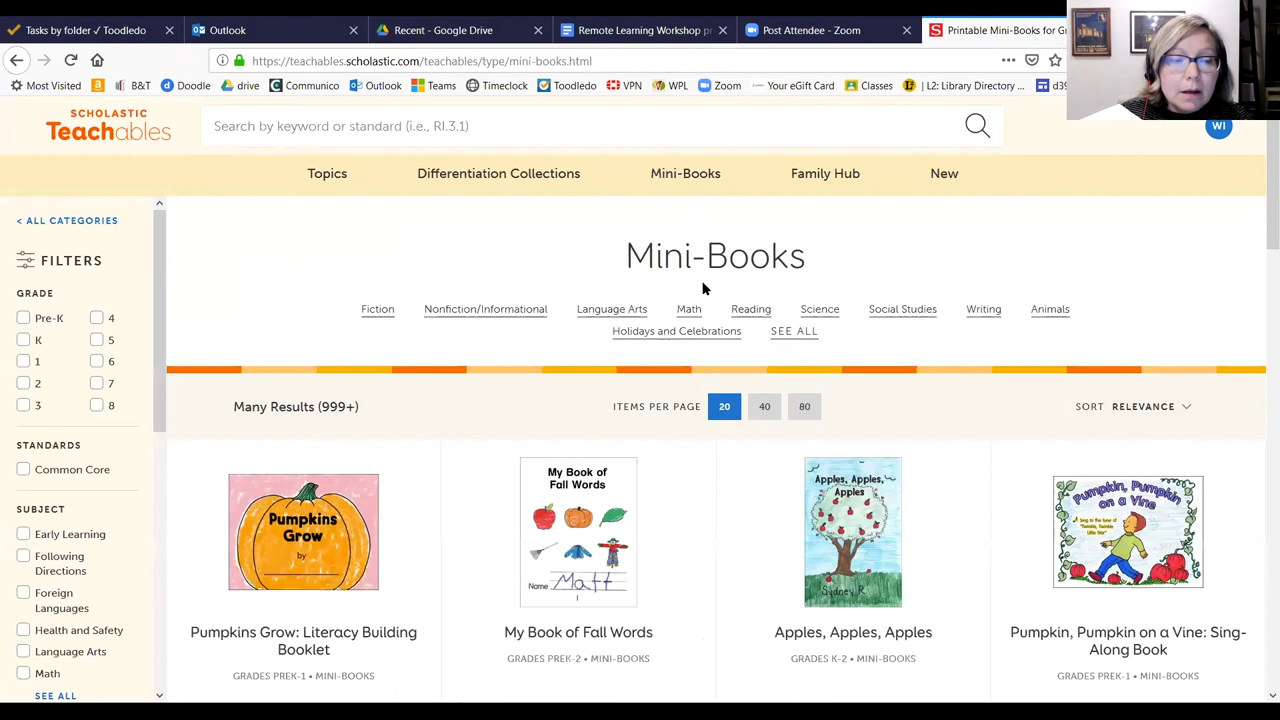 Tasks by folder ✓ Toodledo
Outlook
Recent - Google Drive
Remote Learning Workshop p
Post Attendee - Zoom
Printable Mini-Books for Gr
https://teachables.scholastic.com/teachables/type/mini-books.html
Most Visited
B&T
Doodle
drive
Communico
Outlook
Teams
Timeclock
Toodledo
VPN
WPL
Zoom
Your eGift Card
Classes
L2: Library Directory ...
d39
SCHOLASTIC
Teachables
Search by keyword or standard (i.e., RI.3.1)
WI
Topics
Differentiation Collections
Mini-Books
Family Hub
New
< ALL CATEGORIES
FILTERS
GRADE
Pre-K
4
K
5
1
6
2
7
3
8
STANDARDS
Common Core
SUBJECT
Early Learning
Following
Directions
Foreign
Languages
Health and Safety
Language Arts
Math
SEE ALL
Mini-Books
Fiction
Nonfiction/Informational
Language Arts
Math
Reading
Science
Social Studies
Writing
Animals
Holidays and Celebrations
SEE ALL
Many Results (999+)
ITEMS PER PAGE
20
40
80
SORT RELEVANCE
Pumpkins
Grow
by
Pumpkins Grow: Literacy Building
Booklet
GRADES PREK-1 • MINI-BOOKS
My Book of
Fall Words
Name Matt
My Book of Fall Words
GRADES PREK-2 • MINI-BOOKS
Apples, Apples,
Apples
Sydney R.
Apples, Apples, Apples
GRADES K-2 • MINI-BOOKS
Pumpkin, Pumpkin
on a Vine
Pumpkin, Pumpkin on a Vine: Sing-
Along Book
GRADES PREK-1 • MINI-BOOKS